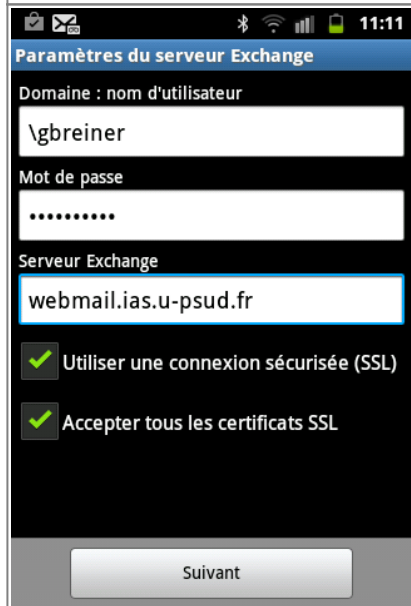 11:11
Paramètres du serveur Exchange
Domaine : nom d'utilisateur
\gbreiner
Mot de passe
••••••••••
Serveur Exchange
webmail.ias.u-psud.fr
Utiliser une connexion sécurisée (SSL)
Accepter tous les certificats SSL
Suivant